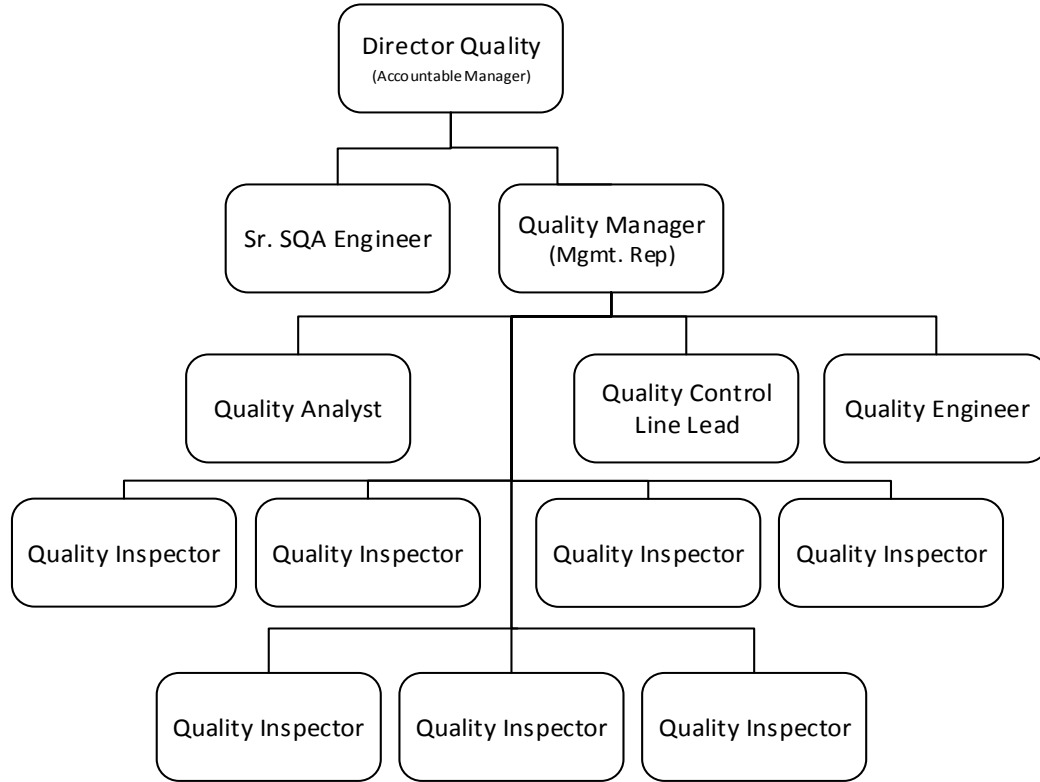 Director Quality
(Accountable Manager)
Sr. SQA Engineer
Quality Manager
(Mgmt. Rep)
Quality Analyst
Quality Control
Line Lead
Quality Engineer
Quality Inspector
Quality Inspector
Quality Inspector
Quality Inspector
Quality Inspector
Quality Inspector
Quality Inspector